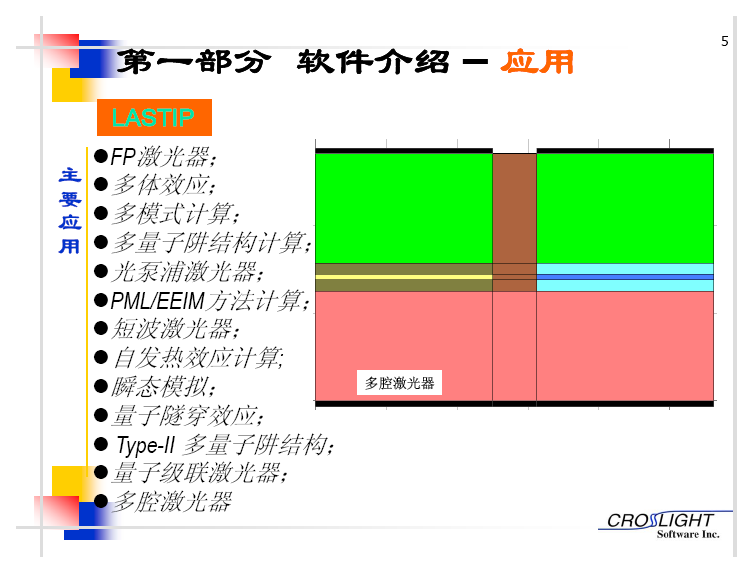 5
第一部分 软件介绍 – 应用
LASTIP
主要应用
●FP激光器；
●多体效应；
●多模式计算；
●多量子阱结构计算；
●光泵浦激光器；
●PML/EEIM方法计算；
●短波激光器；
●自发热效应计算;
●瞬态模拟；
●量子隧穿效应；
● Type-II 多量子阱结构；
●量子级联激光器；
●多腔激光器
多腔激光器
CROSSLIGHT
Software Inc.